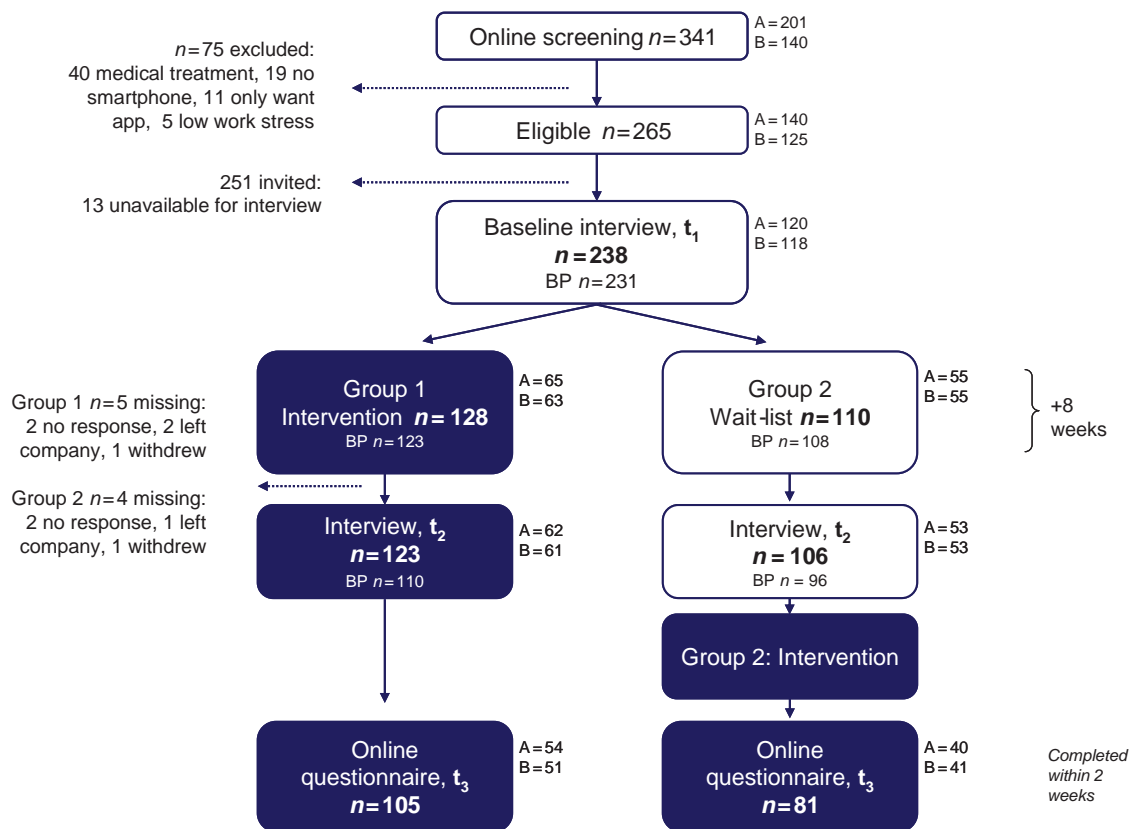 Online screening n=341
A=201
B=140
n=75 excluded:
40 medical treatment, 19 no
smartphone, 11 only want
app, 5 low work stress
Eligible n=265
A=140
B=125
251 invited:
13 unavailable for interview
Baseline interview, t1
n=238
BP n=231
A=120
B=118
Group 1
Intervention n=128
BP n=123
A=65
B=63
Group 2
Wait-list n=110
BP n=108
A=55
B=55
+8
weeks
Group 1 n=5 missing:
2 no response, 2 left
company, 1 withdrew
Group 2 n=4 missing:
2 no response, 1 left
company, 1 withdrew
Interview, t2
n=123
BP n=110
A=62
B=61
Interview, t2
n=106
BP n=96
A=53
B=53
Group 2: Intervention
Online
questionnaire, t3
n=105
A=54
B=51
Online
questionnaire, t3
n=81
A=40
B=41
Completed
within 2
weeks